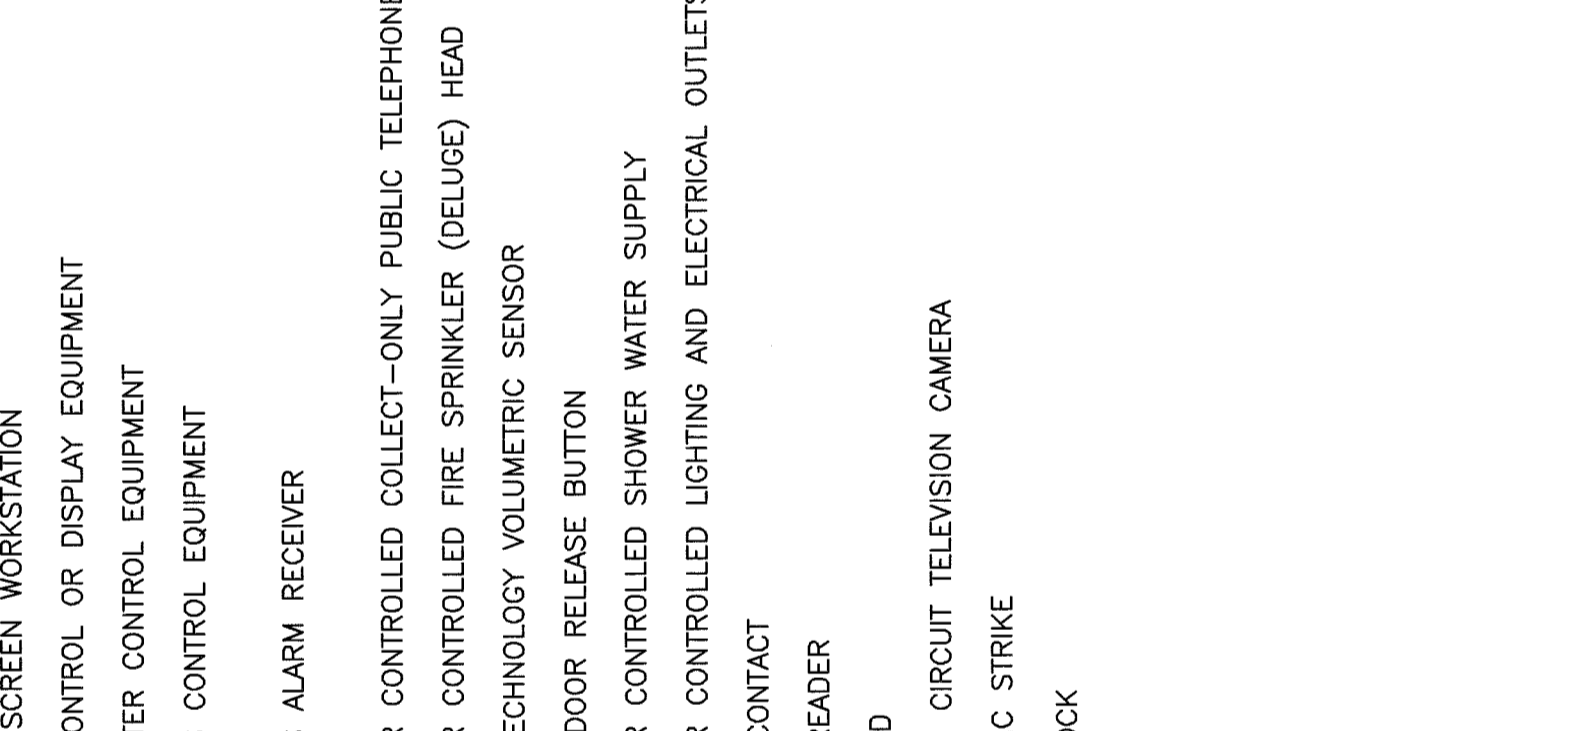 SCREEN WORKSTATION
ONTROL OR DISPLAY EQUIPMENT
TER CONTROL EQUIPMENT
CONTROL EQUIPMENT
ALARM RECEIVER
R CONTROLLED COLLECT-ONLY PUBLIC TELEPHONE
R CONTROLLED FIRE SPRINKLER (DELUGE) HEAD
ECHNOLOGY VOLUMETRIC SENSOR
DOOR RELEASE BUTTON
R CONTROLLED SHOWER WATER SUPPLY
R CONTROLLED LIGHTING AND ELECTRICAL OUTLETS
CONTACT
READER
D
CIRCUIT TELEVISION CAMERA
C STRIKE
OCK